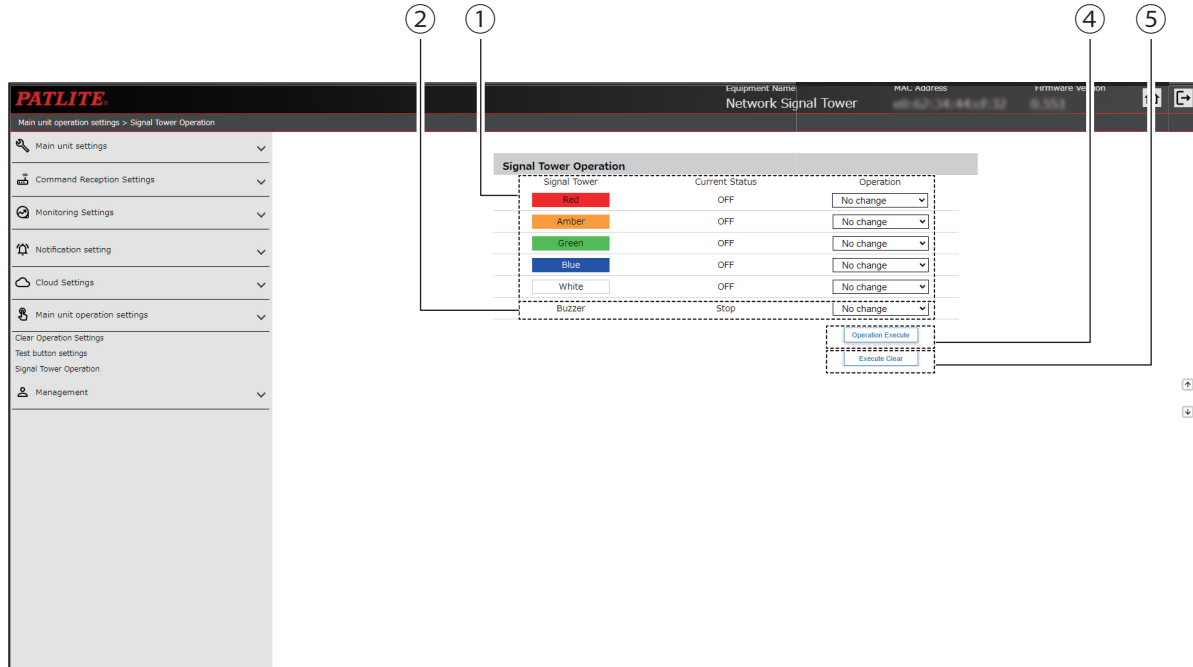 ② ① ④ ⑤
PATLITE
Equipment Name MAC Address Firmware Version
Network Signal Tower
Main unit operation settings > Signal Tower Operation
Main unit settings
Command Reception Settings
Monitoring Settings
Notification setting
Cloud Settings
Main unit operation settings
Clear Operation Settings
Test button settings
Signal Tower Operation
Management
Signal Tower Operation
Signal Tower Current Status Operation
Red OFF No change
Amber OFF No change
Green OFF No change
Blue OFF No change
White OFF No change
Buzzer Stop No change
Operation Execute
Execute Clear